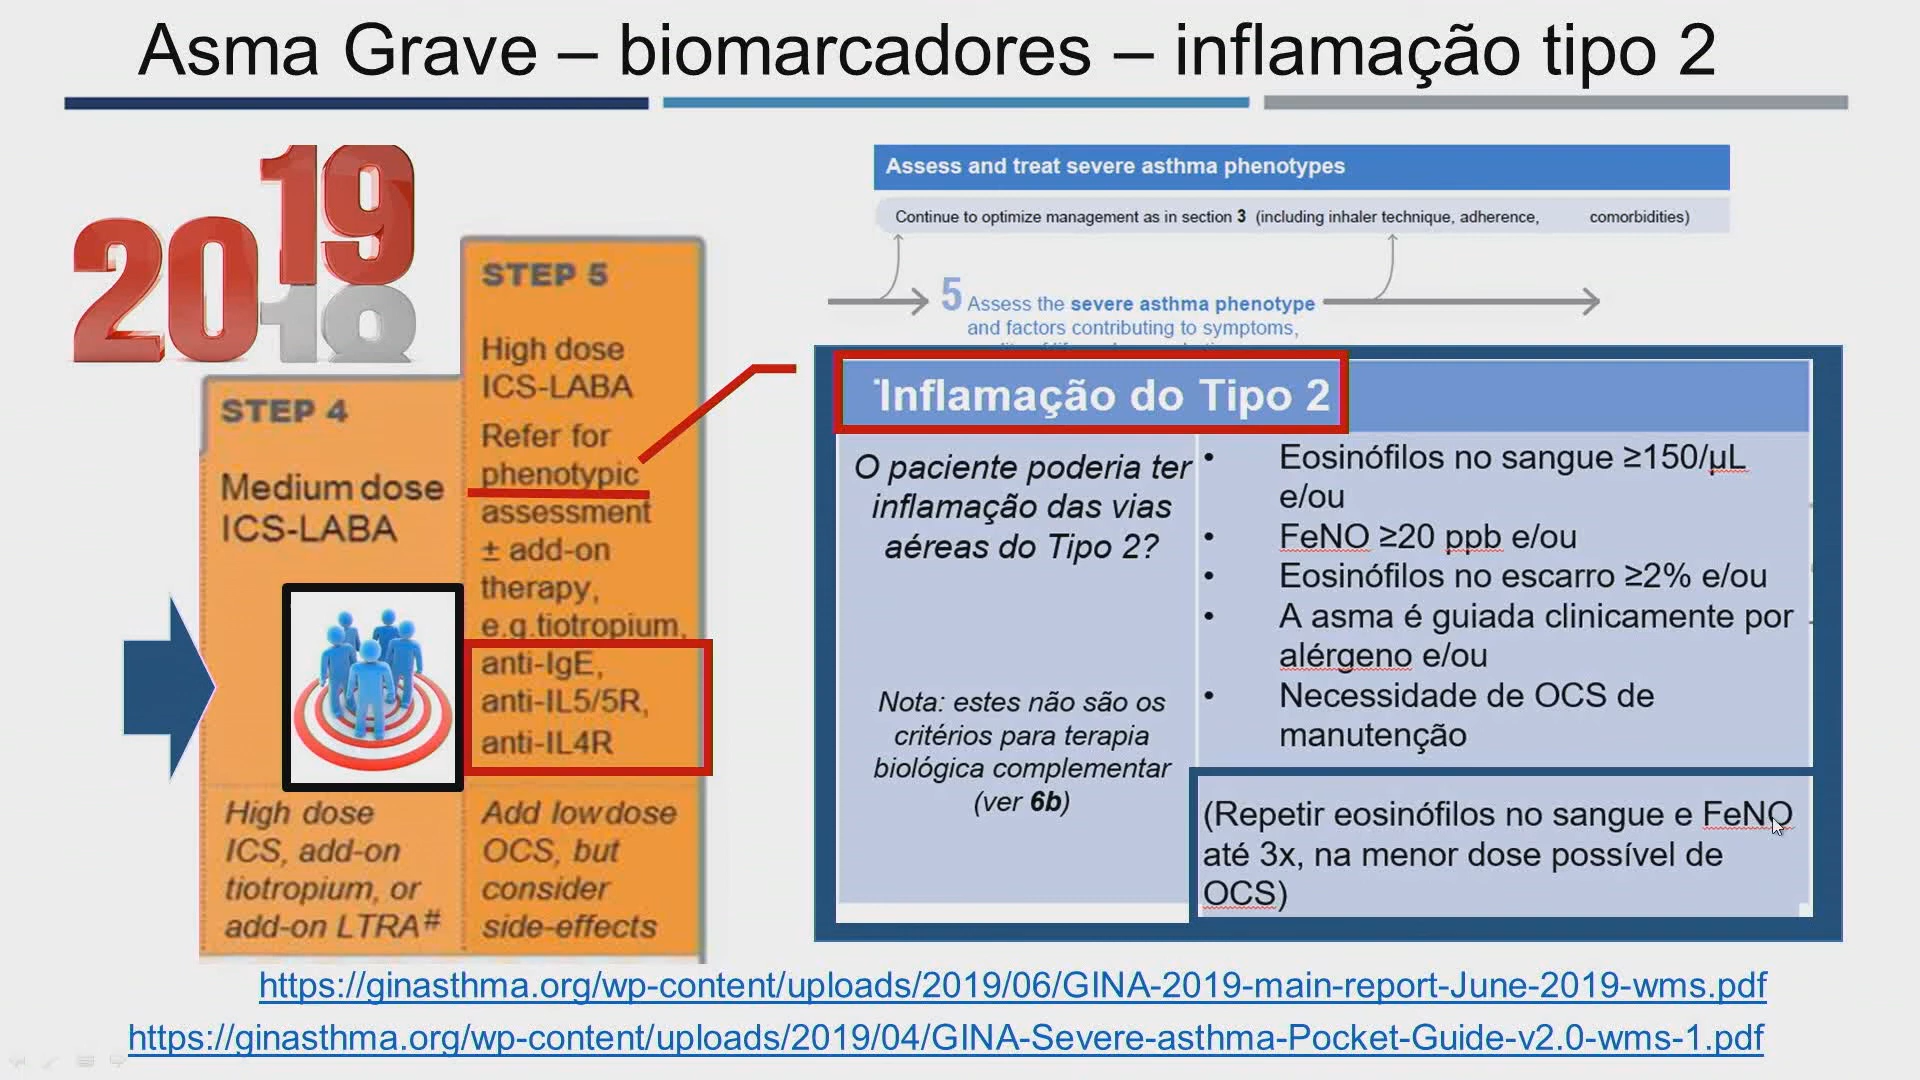 Asma Grave – biomarcadores – inflamação tipo 2
2019
18
STEP 4
Medium dose
ICS-LABA
High dose
ICS, add-on
tiotropium, or
add-on LTRA#
STEP 5
High dose
ICS-LABA
Refer for
phenotypic
assessment
± add-on
therapy,
e.g.tiotropium,
anti-IgE,
anti-IL5/5R,
anti-IL4R
Add low dose
OCS, but
consider
side-effects
Assess and treat severe asthma phenotypes
Continue to optimize management as in section 3 (including inhaler technique, adherence, comorbidities)
5 Assess the severe asthma phenotype
and factors contributing to symptoms,
Inflamação do Tipo 2
O paciente poderia ter
inflamação das vias
aéreas do Tipo 2?
Nota: estes não são os
critérios para terapia
biológica complementar
(ver 6b)
• Eosinófilos no sangue ≥150/µL
e/ou
• FeNO ≥20 ppb e/ou
• Eosinófilos no escarro ≥2% e/ou
• A asma é guiada clinicamente por
alérgeno e/ou
• Necessidade de OCS de
manutenção
(Repetir eosinófilos no sangue e FeNO
até 3x, na menor dose possível de
OCS)
https://ginasthma.org/wp-content/uploads/2019/06/GINA-2019-main-report-June-2019-wms.pdf
https://ginasthma.org/wp-content/uploads/2019/04/GINA-Severe-asthma-Pocket-Guide-v2.0-wms-1.pdf